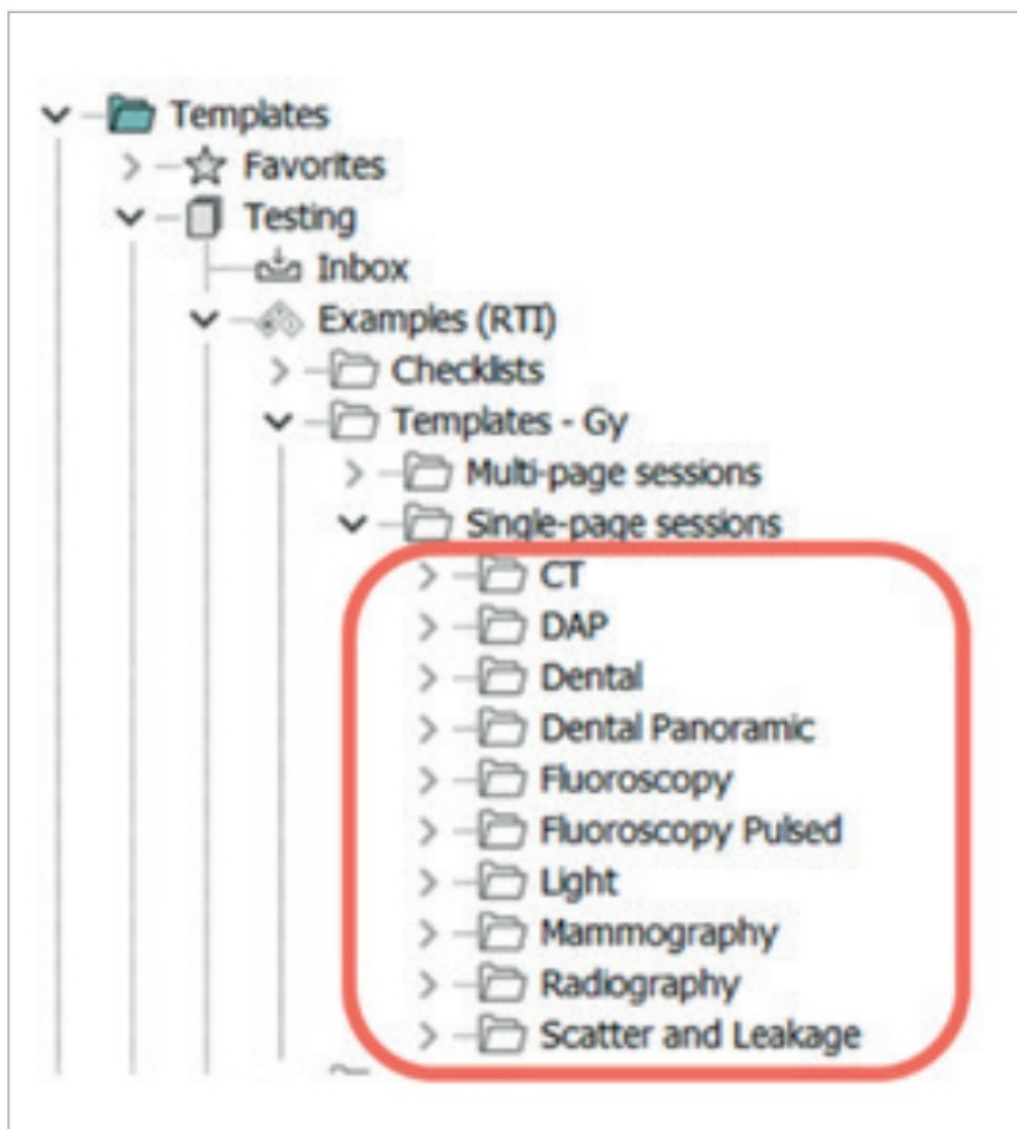 Templates
Favorites
Testing
Inbox
Examples (RTI)
Checklists
Templates - Gy
Multi-page sessions
Single-page sessions
CT
DAP
Dental
Dental Panoramic
Fluoroscopy
Fluoroscopy Pulsed
Light
Mammography
Radiography
Scatter and Leakage